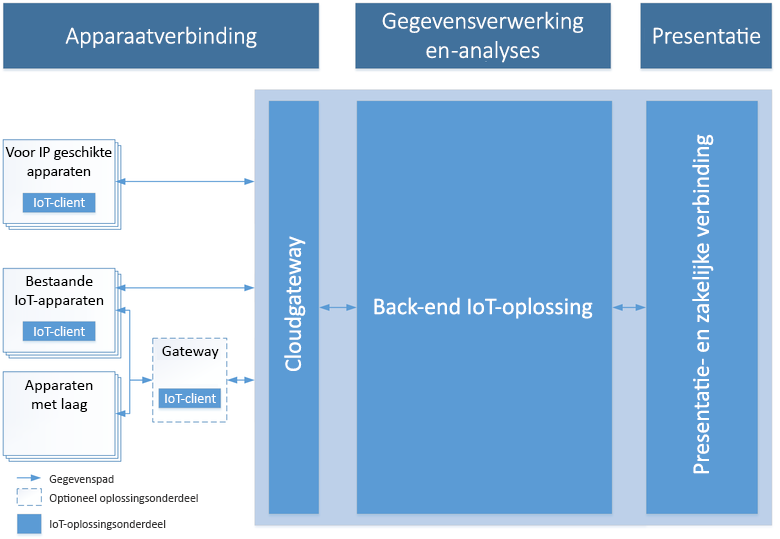 Apparaatverbinding
Gegevensverwerking
en-analyses
Presentatie
Voor IP geschikte
apparaten
IoT-client
Bestaande
IoT-apparaten
IoT-client
Gateway
IoT-client
Apparaten
met laag
Cloudgateway
Back-end IoT-oplossing
Presentatie- en zakelijke verbinding
Gegevenspad
Optioneel oplossingsonderdeel
IoT-oplossingsonderdeel